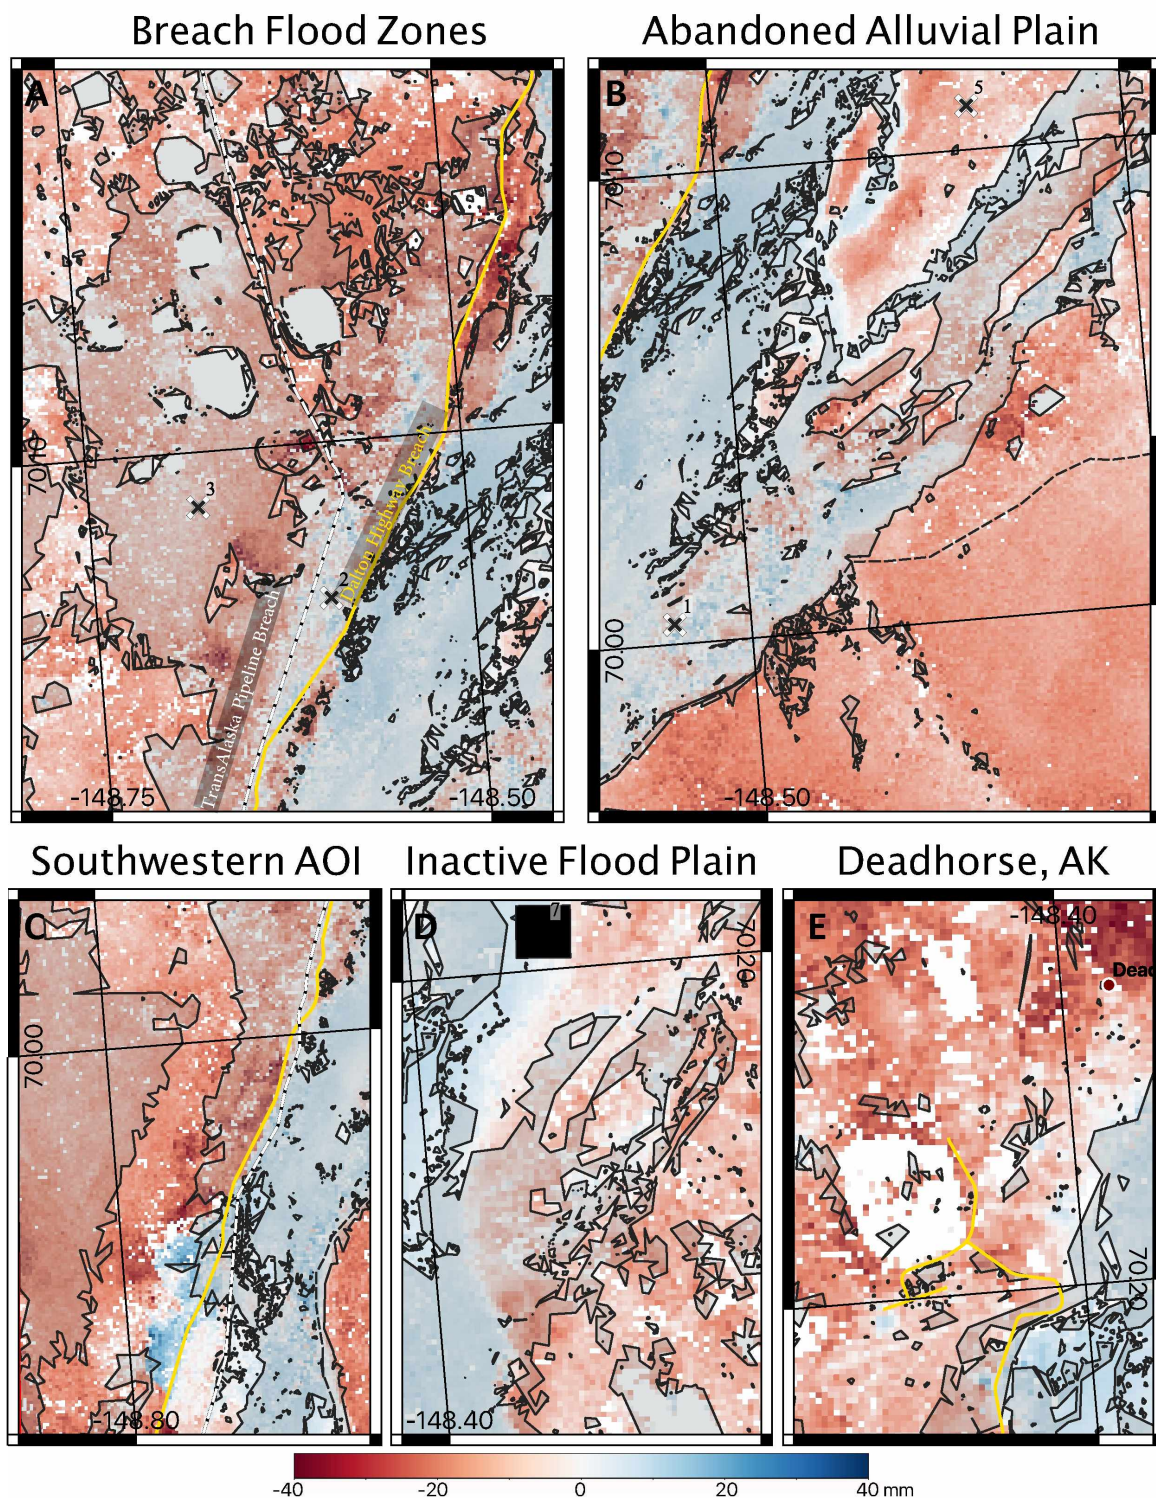 Breach Flood Zones
Abandoned Alluvial Plain
A
70.10
3
2
Dalton Highway Breach
TransAlaska Pipeline Breach
-148.75
-148.50
B
5
70.10
1
70.00
-148.50
Southwestern AOI
Inactive Flood Plain
Deadhorse, AK
C
70.00
-148.80
D
7
70.20
-148.40
E
-148.40
Dead
70.20
-40
-20
0
20
40 mm